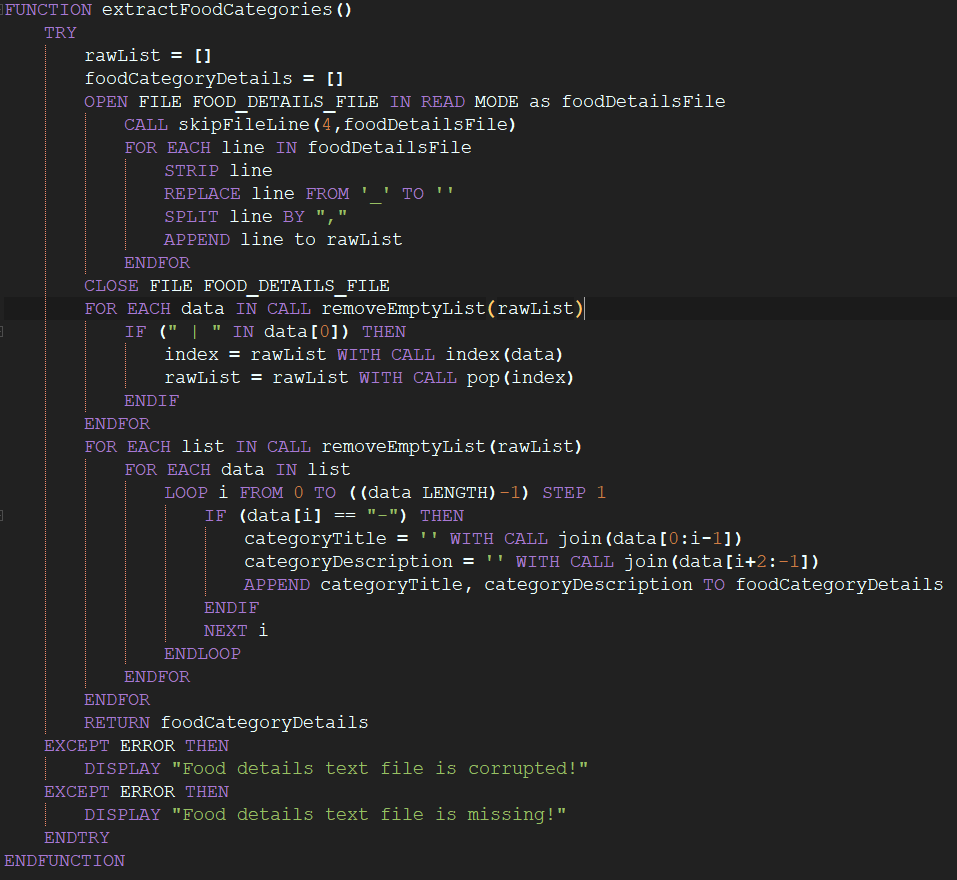 FUNCTION extractFoodCategories()
TRY
rawList = []
foodCategoryDetails = []
OPEN FILE FOOD_DETAILS_FILE IN READ MODE as foodDetailsFile
CALL skipFileLine(4,foodDetailsFile)
FOR EACH line IN foodDetailsFile
STRIP line
REPLACE line FROM '_' TO ''
SPLIT line BY ","
APPEND line to rawList
ENDFOR
CLOSE FILE FOOD_DETAILS_FILE
FOR EACH data IN CALL removeEmptyList(rawList)
IF (" | " IN data[0]) THEN
index = rawList WITH CALL index(data)
rawList = rawList WITH CALL pop(index)
ENDIF
ENDFOR
FOR EACH list IN CALL removeEmptyList(rawList)
FOR EACH data IN list
LOOP i FROM 0 TO ((data LENGTH)-1) STEP 1
IF (data[i] == "-") THEN
categoryTitle = '' WITH CALL join(data[0:i-1])
categoryDescription = '' WITH CALL join(data[i+2:-1])
APPEND categoryTitle, categoryDescription TO foodCategoryDetails
ENDIF
NEXT i
ENDLOOP
ENDFOR
ENDFOR
RETURN foodCategoryDetails
EXCEPT ERROR THEN
DISPLAY "Food details text file is corrupted!"
EXCEPT ERROR THEN
DISPLAY "Food details text file is missing!"
ENDTRY
ENDFUNCTION